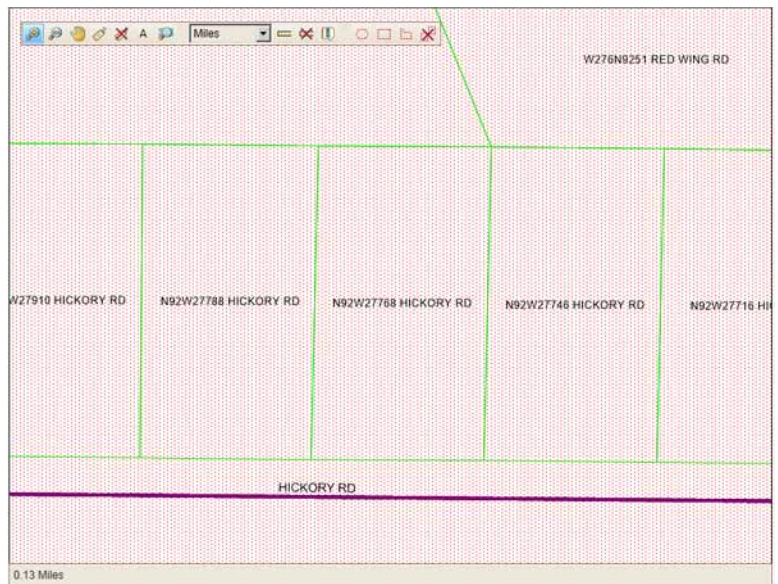 A Miles
W276N9251 RED WING RD
W27910 HICKORY RD N92W27788 HICKORY RD N92W27768 HICKORY RD N92W27746 HICKORY RD N92W27716 HI
HICKORY RD
0.13 Miles